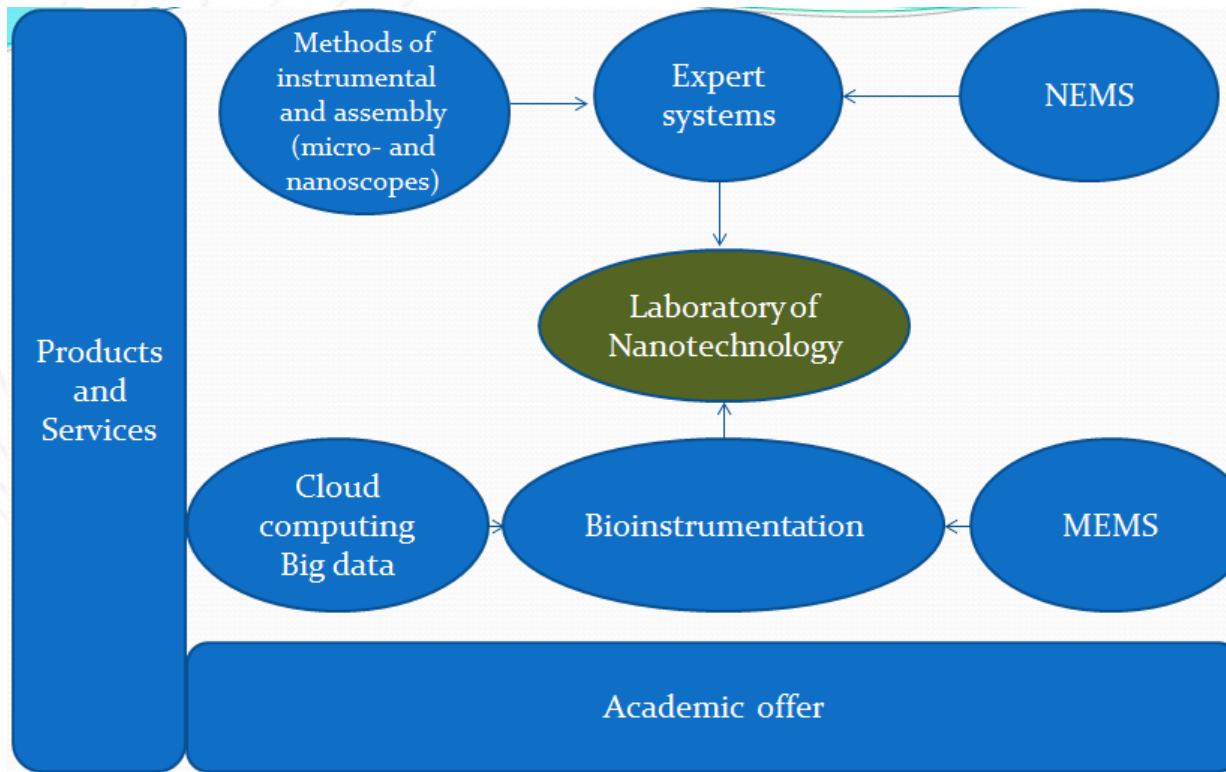 Methods of
instrumental
and assembly
(micro- and
nanoscopes)
Expert
systems
NEMS
Laboratory of
Nanotechnology
Products
and
Services
Cloud
computing
Big data
Bioinstrumentation
MEMS
Academic offer